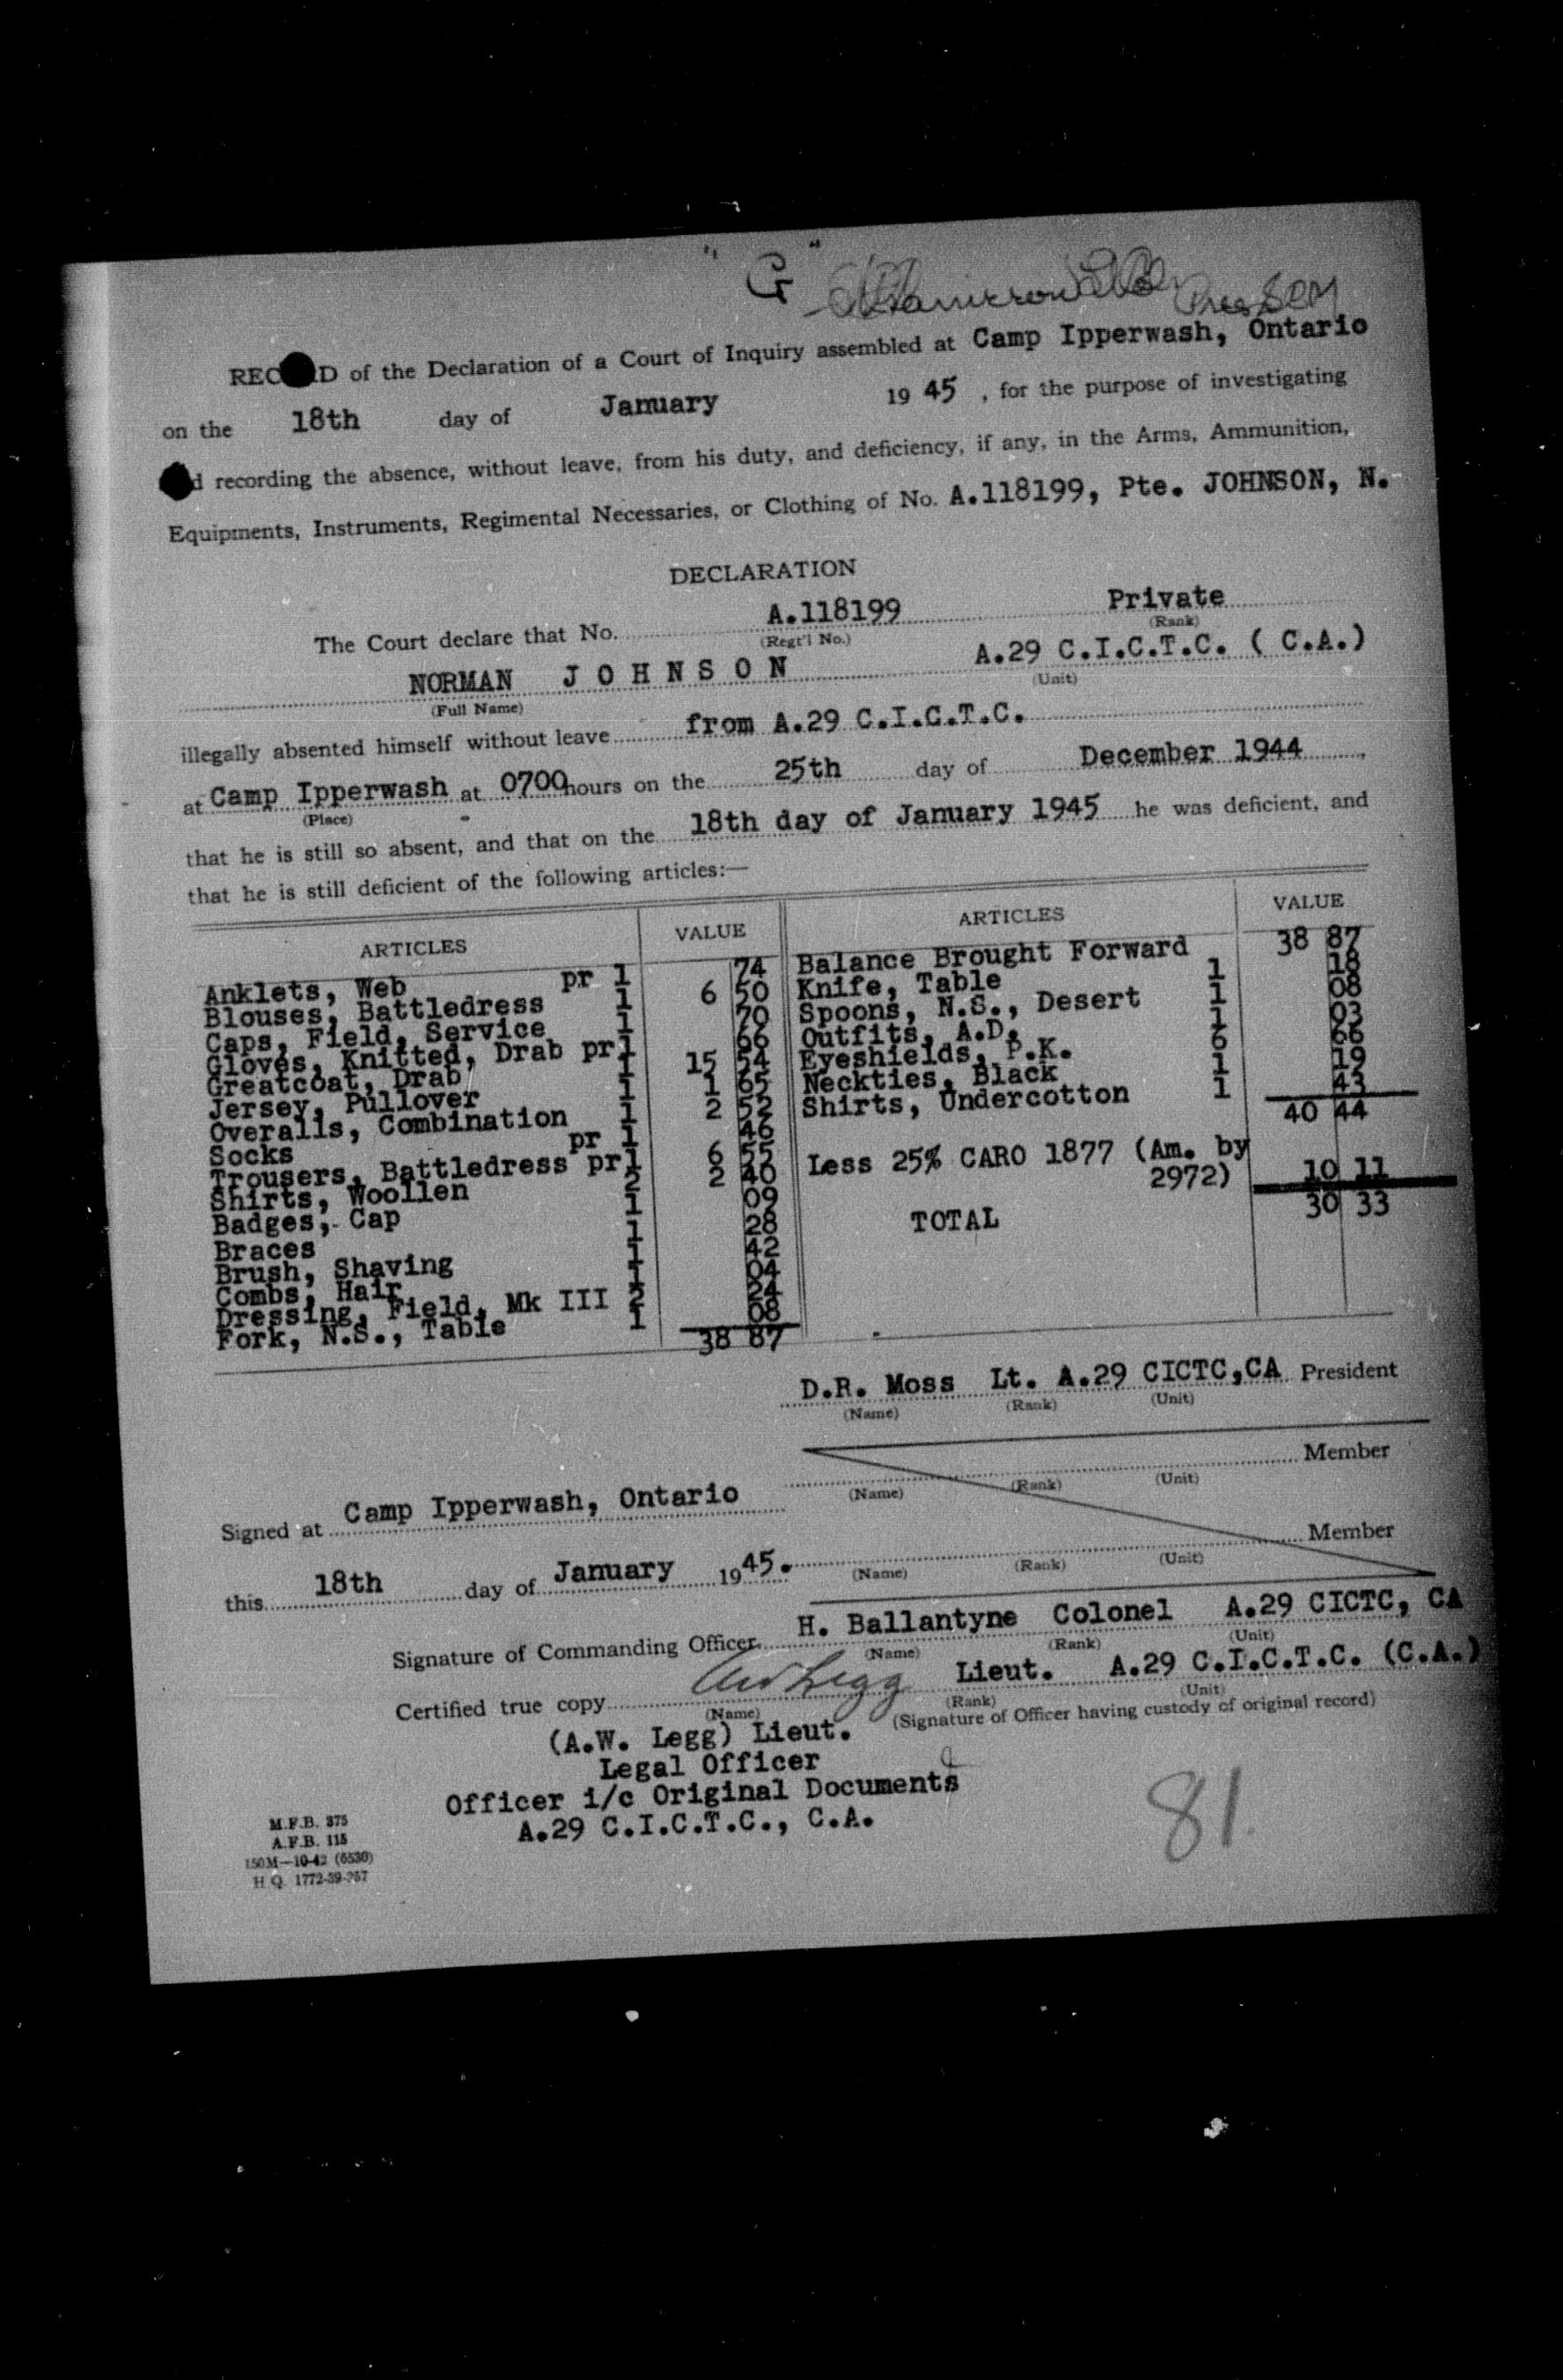 "G"
Pres SCM
REC D of the Declaration of a Court of Inquiry assembled at Camp Ipperwash, Ontario
on the 18th day of January 19 45 , for the purpose of investigating
d recording the absence, without leave, from his duty, and deficiency, if any, in the Arms, Ammunition,
Equipments, Instruments, Regimental Necessaries, or Clothing of No. A.118199, Pte. JOHNSON, N.
DECLARATION
The Court declare that No. A.118199 Private
(Regt'l No.) (Rank)
NORMAN J O H N S O N A.29 C.I.C.T.C. ( C.A.)
(Full Name) (Unit)
illegally absented himself without leave from A.29 C.I.C.T.C.
at Camp Ipperwash at 0700 hours on the 25th day of December 1944,
(Place)
that he is still so absent, and that on the 18th day of January 1945 he was deficient, and
that he is still deficient of the following articles:—
ARTICLES VALUE ARTICLES VALUE
Anklets, Web pr 1 74 Balance Brought Forward 38 87
Blouses, Battledress 1 6 50 Knife, Table 1 18
Caps, Field, Service 1 70 Spoons, N.S., Desert 1 08
Gloves, Knitted, Drab pr 1 66 Outfits, A.D. 1 03
Greatcoat, Drab 1 15 54 Eyeshields, P.K. 6 66
Jersey, Pullover 1 1 65 Neckties, Black 1 19
Overalls, Combination 1 2 52 Shirts, Undercotton 1 43
Socks pr 1 46 40 44
Trousers, Battledress pr 1 6 55 Less 25% CARO 1877 (Am. by
Shirts, Woollen 2 2 40 2972) 10 11
Badges, Cap 1 09 30 33
Braces 1 28 TOTAL
Brush, Shaving 1 42
Combs, Hair 1 04
Dressing, Field, Mk III 2 24
Fork, N.S., Table 1 08
38 87
D.R. Moss Lt. A.29 CICTC,CA President
(Name) (Rank) (Unit)
Member
(Name) (Rank) (Unit)
Signed at Camp Ipperwash, Ontario
Member
(Name) (Rank) (Unit)
this 18th day of January 1945.
Signature of Commanding Officer H. Ballantyne Colonel A.29 CICTC, CA
(Name) (Rank) (Unit)
Certified true copy AW Legg Lieut. A.29 C.I.C.T.C. (C.A.)
(Name) (Rank) (Unit)
(A.W. Legg) Lieut. (Signature of Officer having custody of original record)
Legal Officer
Officer i/c Original Documents
A.29 C.I.C.T.C., C.A.
81
M.F.B. 375
A.F.B. 115
150M—10-42 (6530)
H.Q. 1772-39-267